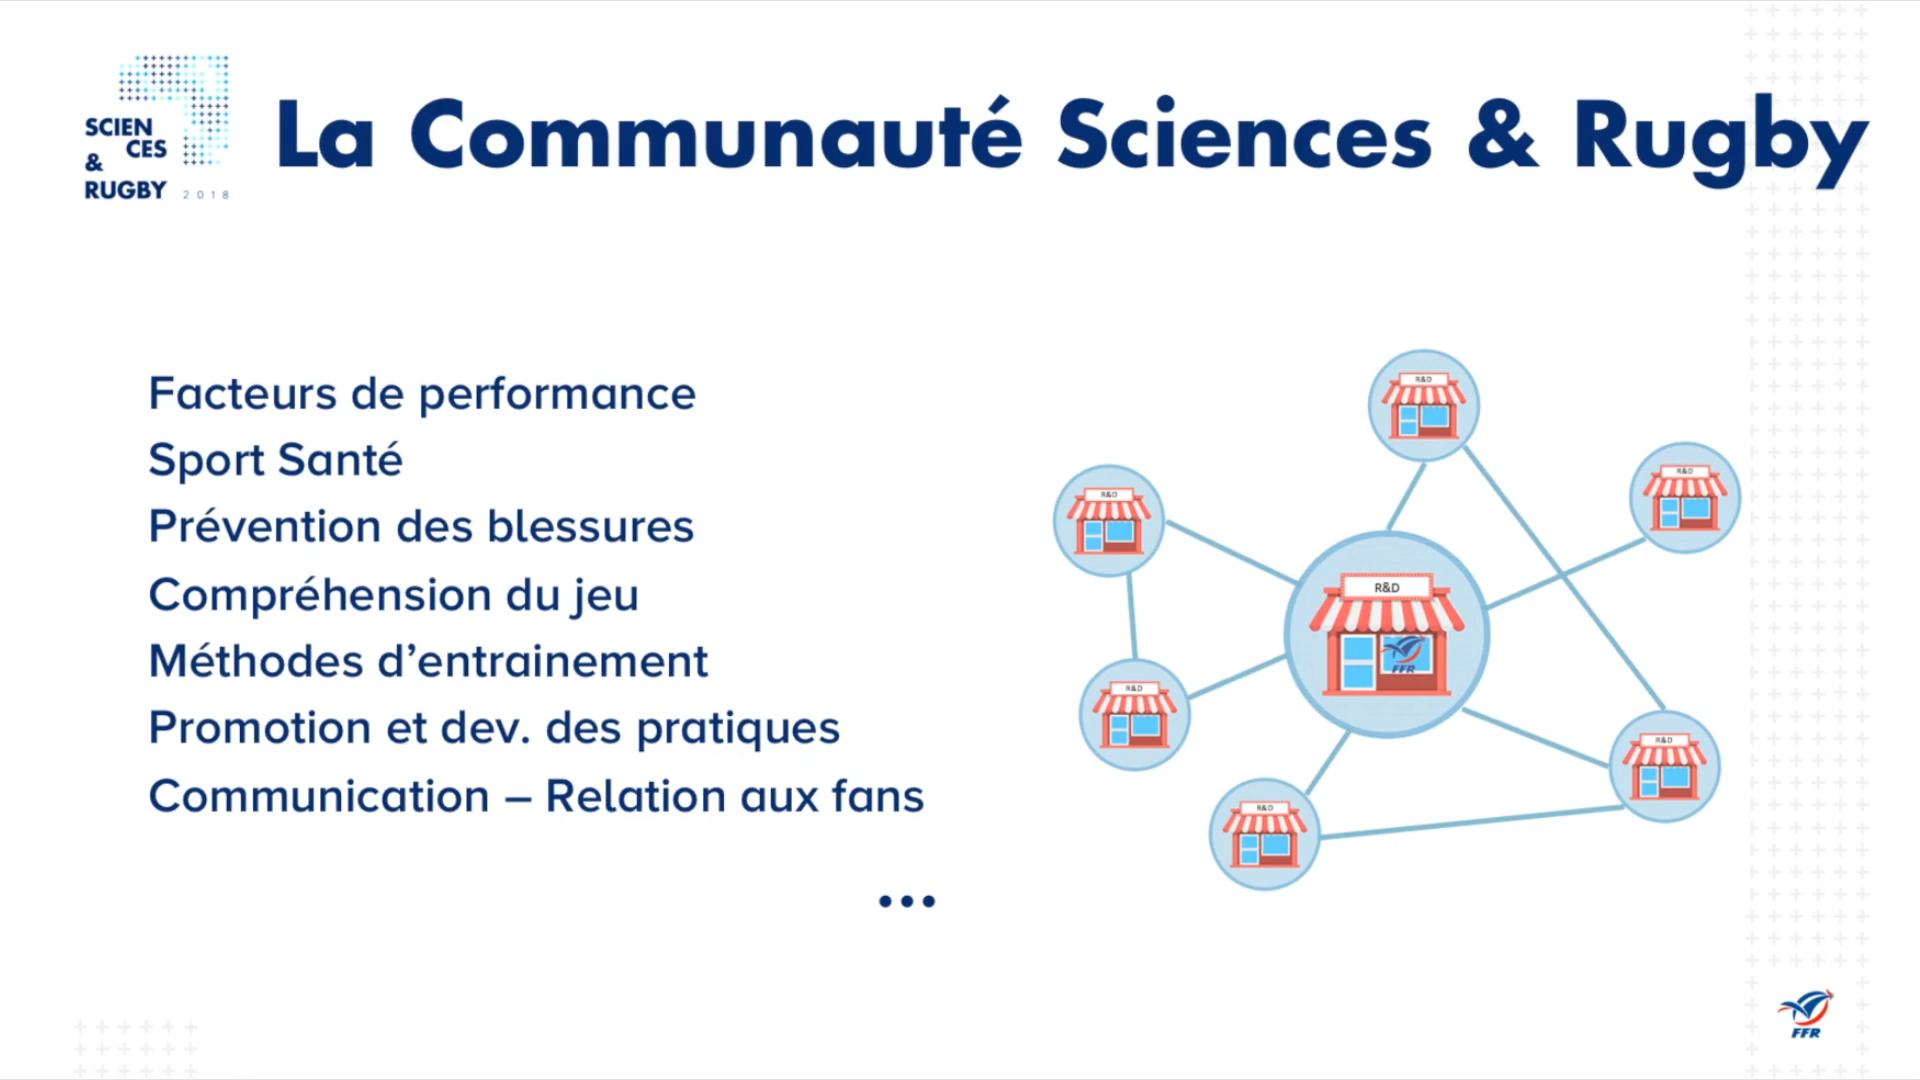 SCIEN
CES
&
RUGBY 2018
La Communauté Sciences & Rugby
Facteurs de performance
Sport Santé
Prévention des blessures
Compréhension du jeu
Méthodes d’entrainement
Promotion et dev. des pratiques
Communication – Relation aux fans
...
R&D
R&D
R&D
R&D
FFR
R&D
R&D
R&D
FFR